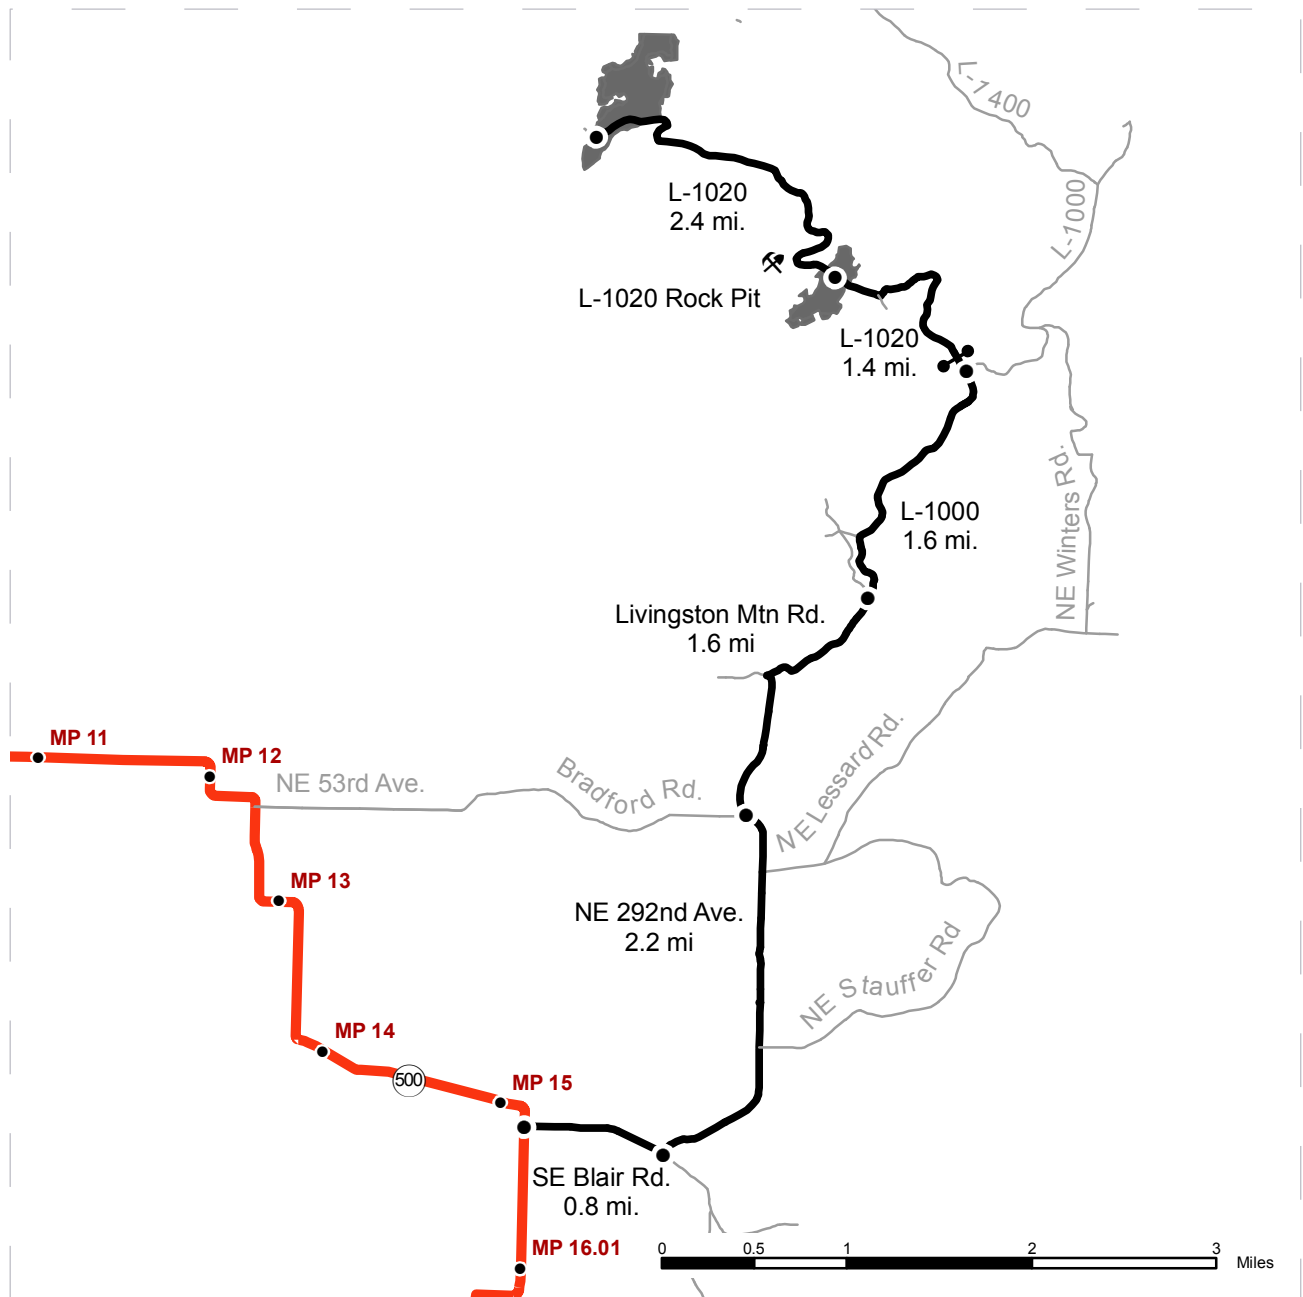 L-1400
L-1000
L-1020
2.4 mi.
L-1020 Rock Pit
L-1020
1.4 mi.
L-1000
1.6 mi.
NE Winters Rd.
Livingston Mtn Rd.
1.6 mi
MP 11
MP 12
NE 53rd Ave.
Bradford Rd.
NE Lessard Rd.
MP 13
NE 292nd Ave.
2.2 mi
NE Stauffer Rd
MP 14
500
MP 15
SE Blair Rd.
0.8 mi.
MP 16.01
0 0.5 1 2 3
Miles